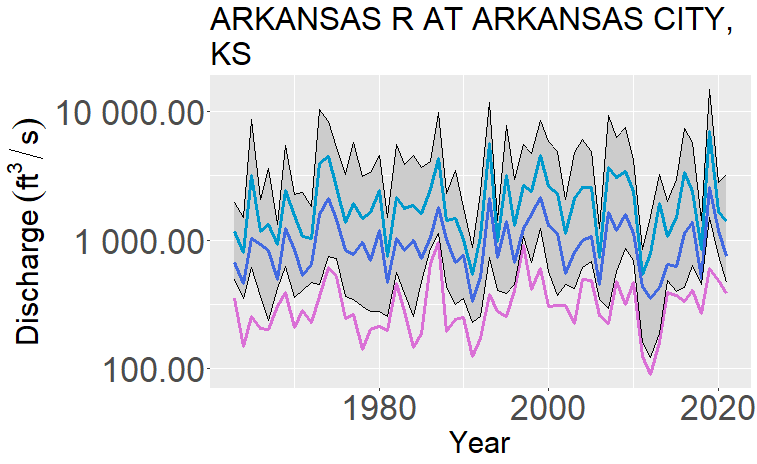 ARKANSAS R AT ARKANSAS CITY,
KS
Discharge (ft³/s)
10 000.00
1 000.00
100.00
1980 2000 2020
Year